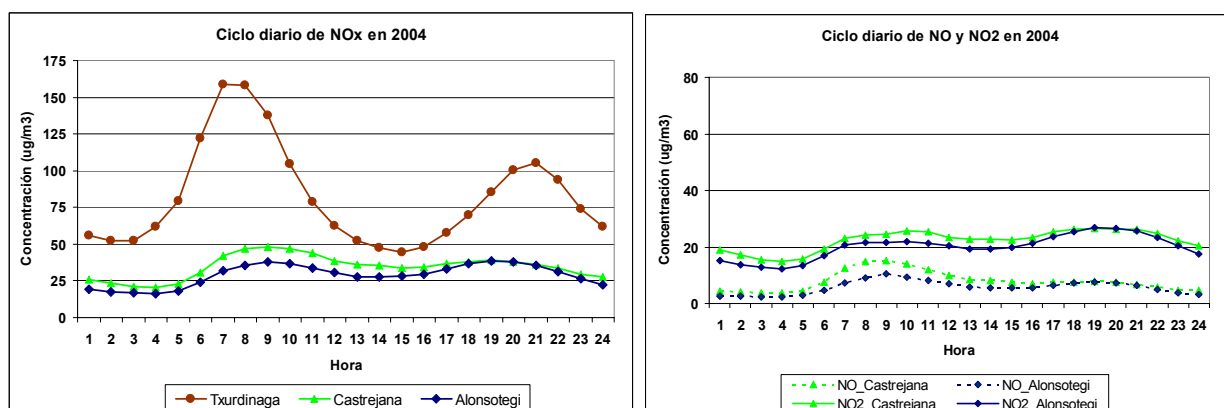 Ciclo diario de NOx en 2004
Concentración (ug/m3)
175
150
125
100
75
50
25
0
1 2 3 4 5 6 7 8 9 10 11 12 13 14 15 16 17 18 19 20 21 22 23 24
Hora
Txurdinaga Castrejana Alonsotegi
Ciclo diario de NO y NO2 en 2004
Concentración (ug/m3)
80
60
40
20
0
1 2 3 4 5 6 7 8 9 10 11 12 13 14 15 16 17 18 19 20 21 22 23 24
Hora
NO_Castrejana NO_Alonsotegi
NO2_Castrejana NO2_Alonsotegi